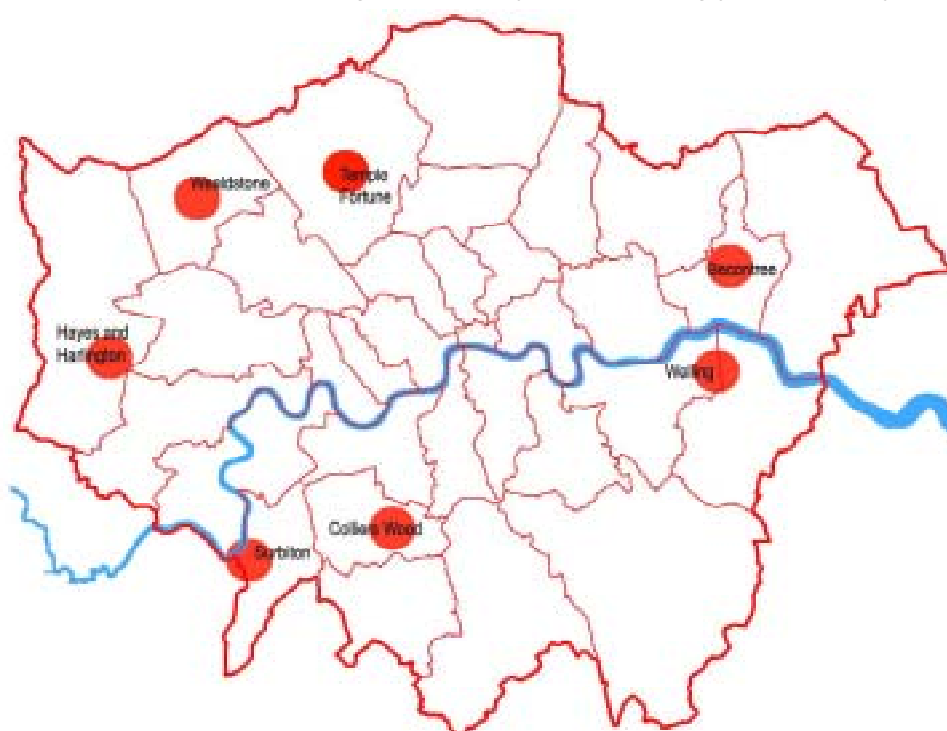 Wealdstone
Temple
Fortune
Becontree
Hayes and
Harlington
Welling
Colliers Wood
Surbiton